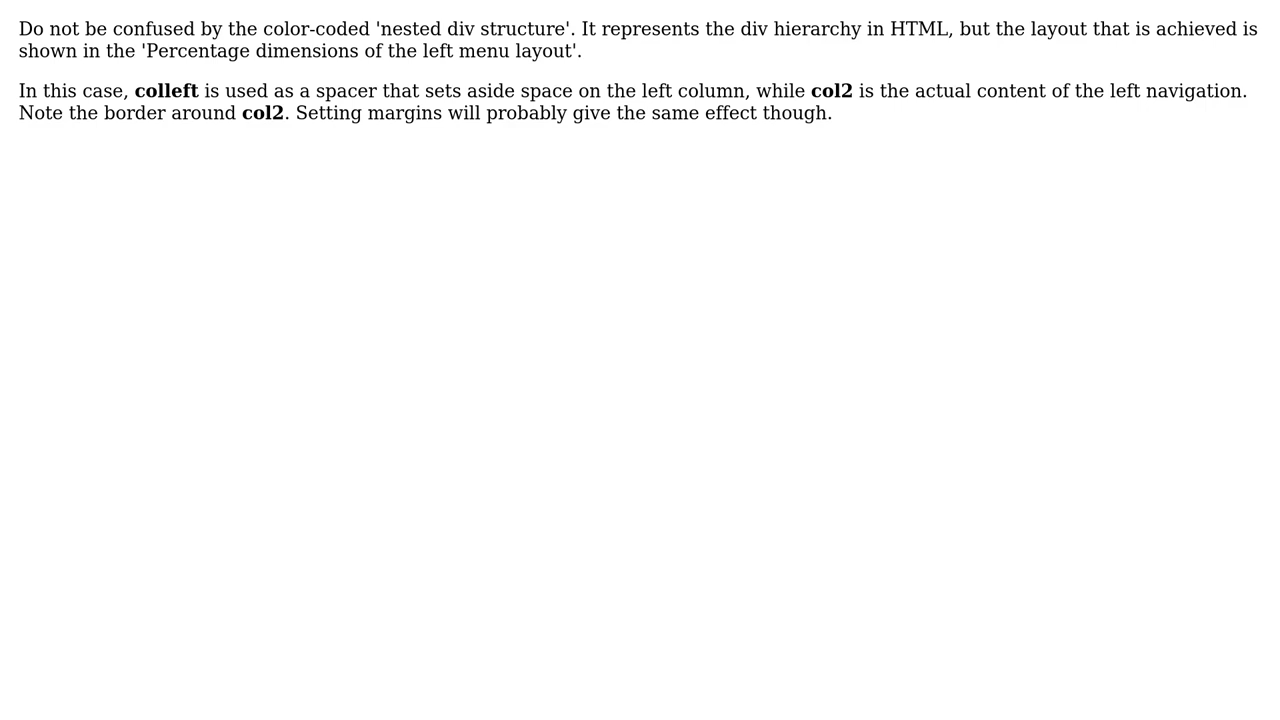 Do not be confused by the color-coded 'nested div structure'. It represents the div hierarchy in HTML, but the layout that is achieved is
shown in the 'Percentage dimensions of the left menu layout'.
In this case, colleft is used as a spacer that sets aside space on the left column, while col2 is the actual content of the left navigation.
Note the border around col2. Setting margins will probably give the same effect though.